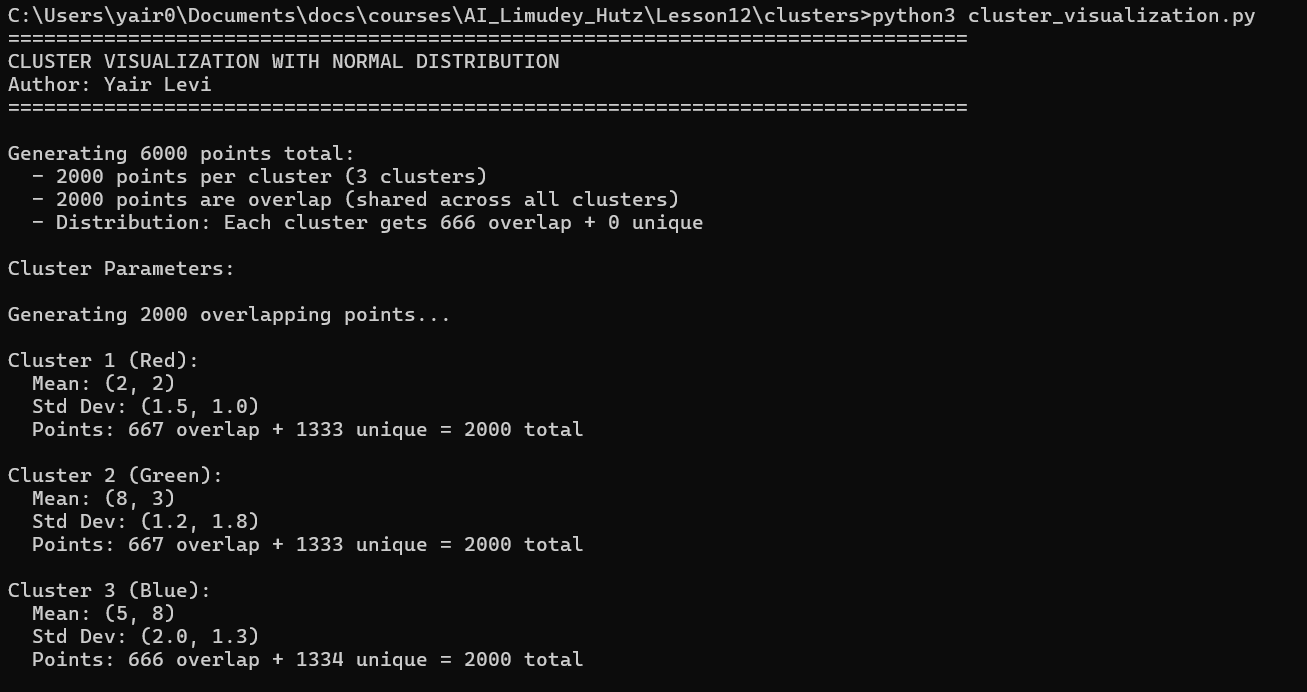 C:\Users\yair0\Documents\docs\courses\AI_Limudey_Hutz\Lesson12\clusters>python3 cluster_visualization.py
================================================================================
CLUSTER VISUALIZATION WITH NORMAL DISTRIBUTION
Author: Yair Levi
================================================================================
Generating 6000 points total:
  - 2000 points per cluster (3 clusters)
  - 2000 points are overlap (shared across all clusters)
  - Distribution: Each cluster gets 666 overlap + 0 unique
Cluster Parameters:
Generating 2000 overlapping points...
Cluster 1 (Red):
  Mean: (2, 2)
  Std Dev: (1.5, 1.0)
  Points: 667 overlap + 1333 unique = 2000 total
Cluster 2 (Green):
  Mean: (8, 3)
  Std Dev: (1.2, 1.8)
  Points: 667 overlap + 1333 unique = 2000 total
Cluster 3 (Blue):
  Mean: (5, 8)
  Std Dev: (2.0, 1.3)
  Points: 666 overlap + 1334 unique = 2000 total